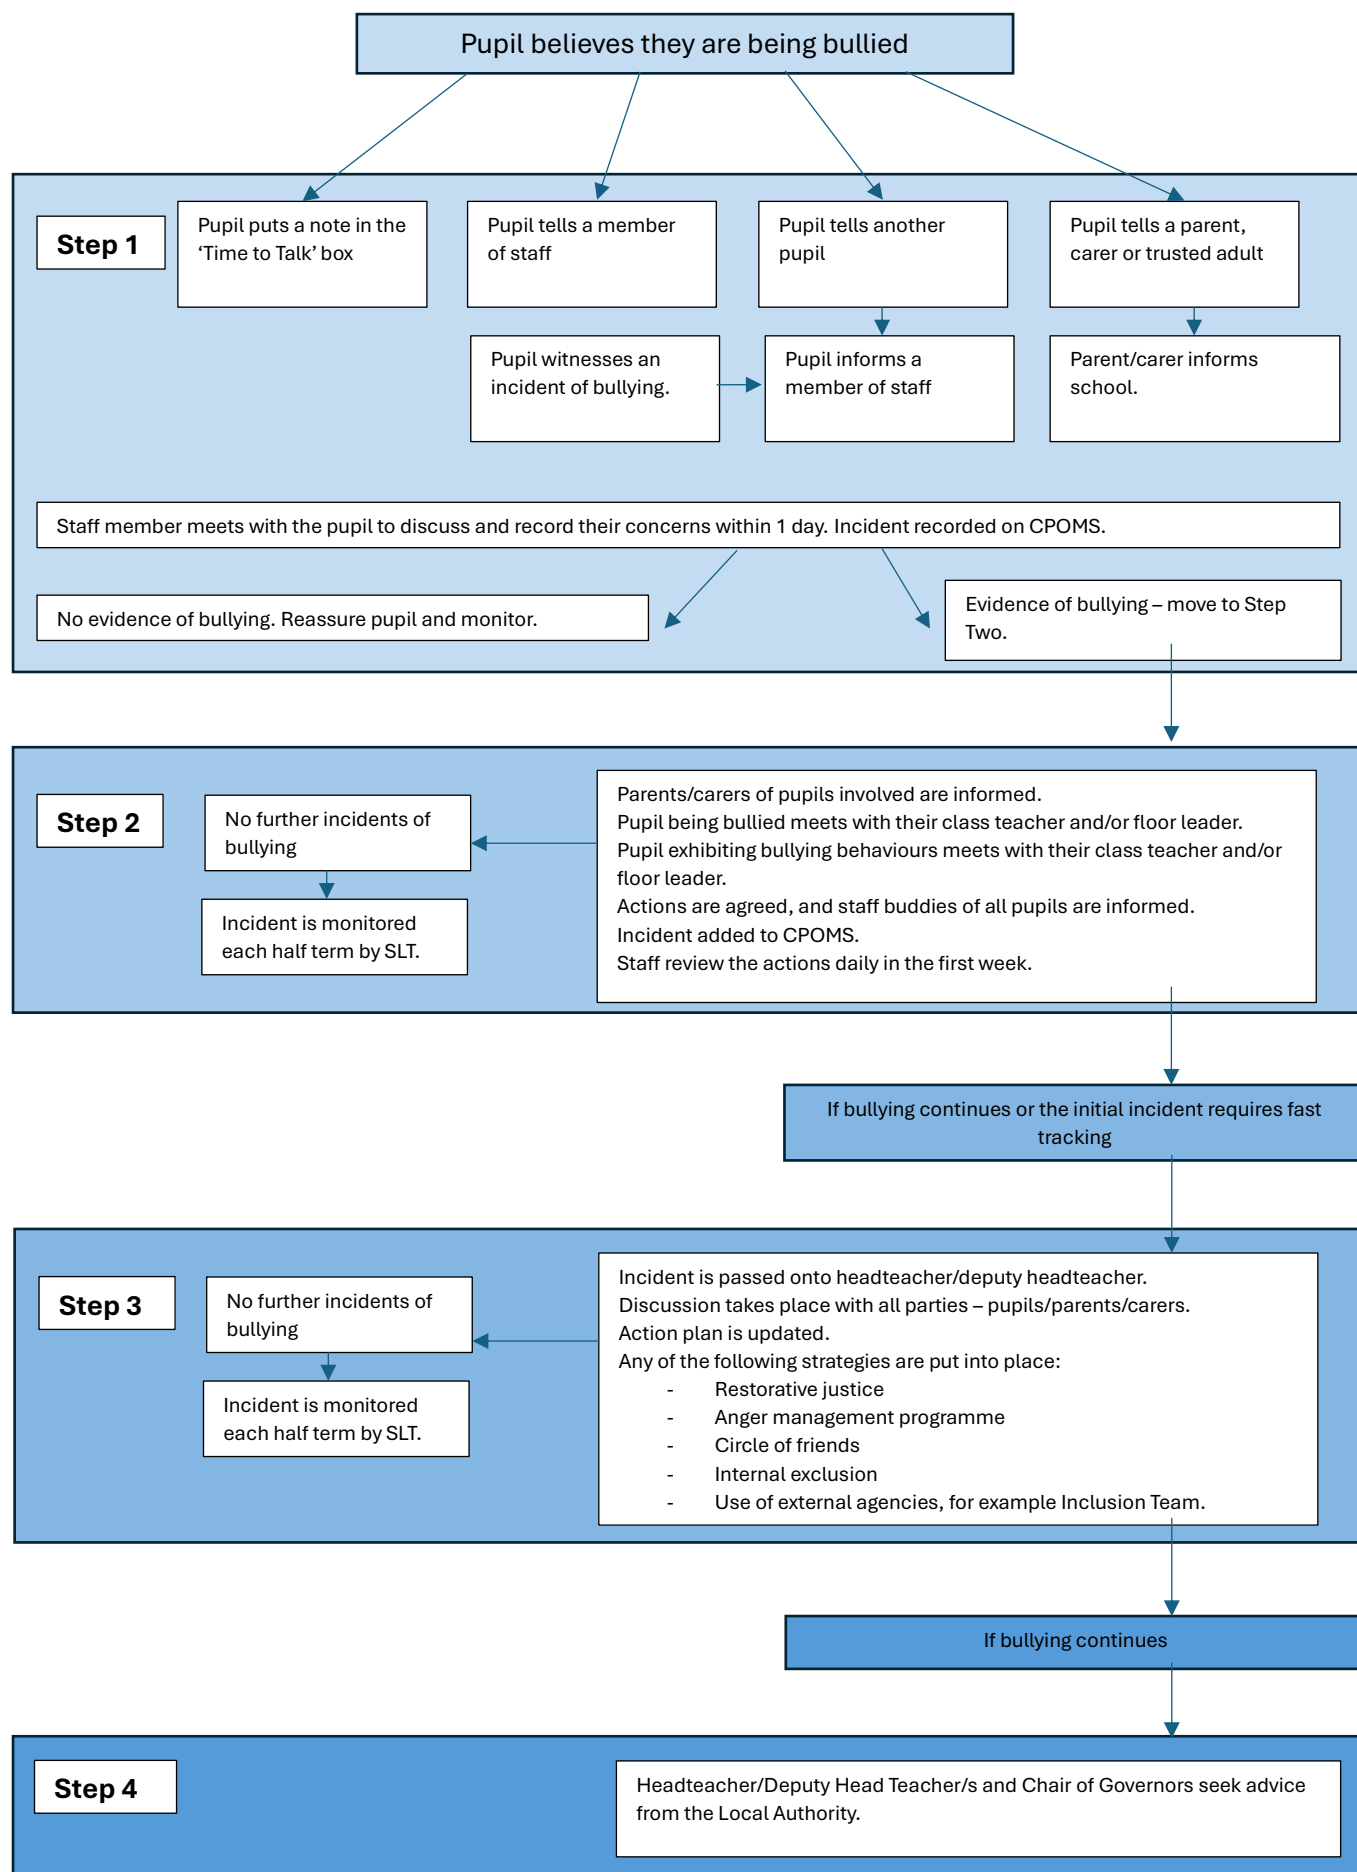 Pupil believes they are being bullied
Step 1
Pupil puts a note in the
‘Time to Talk’ box
Pupil tells a member
of staff
Pupil tells another
pupil
Pupil tells a parent,
carer or trusted adult
Pupil witnesses an
incident of bullying.
Pupil informs a
member of staff
Parent/carer informs
school.
Staff member meets with the pupil to discuss and record their concerns within 1 day. Incident recorded on CPOMS.
No evidence of bullying. Reassure pupil and monitor.
Evidence of bullying – move to Step
Two.
Step 2
No further incidents of
bullying
Incident is monitored
each half term by SLT.
Parents/carers of pupils involved are informed.
Pupil being bullied meets with their class teacher and/or floor leader.
Pupil exhibiting bullying behaviours meets with their class teacher and/or
floor leader.
Actions are agreed, and staff buddies of all pupils are informed.
Incident added to CPOMS.
Staff review the actions daily in the first week.
If bullying continues or the initial incident requires fast
tracking
Step 3
No further incidents of
bullying
Incident is monitored
each half term by SLT.
Incident is passed onto headteacher/deputy headteacher.
Discussion takes place with all parties – pupils/parents/carers.
Action plan is updated.
Any of the following strategies are put into place:
- Restorative justice
- Anger management programme
- Circle of friends
- Internal exclusion
- Use of external agencies, for example Inclusion Team.
If bullying continues
Step 4
Headteacher/Deputy Head Teacher/s and Chair of Governors seek advice
from the Local Authority.